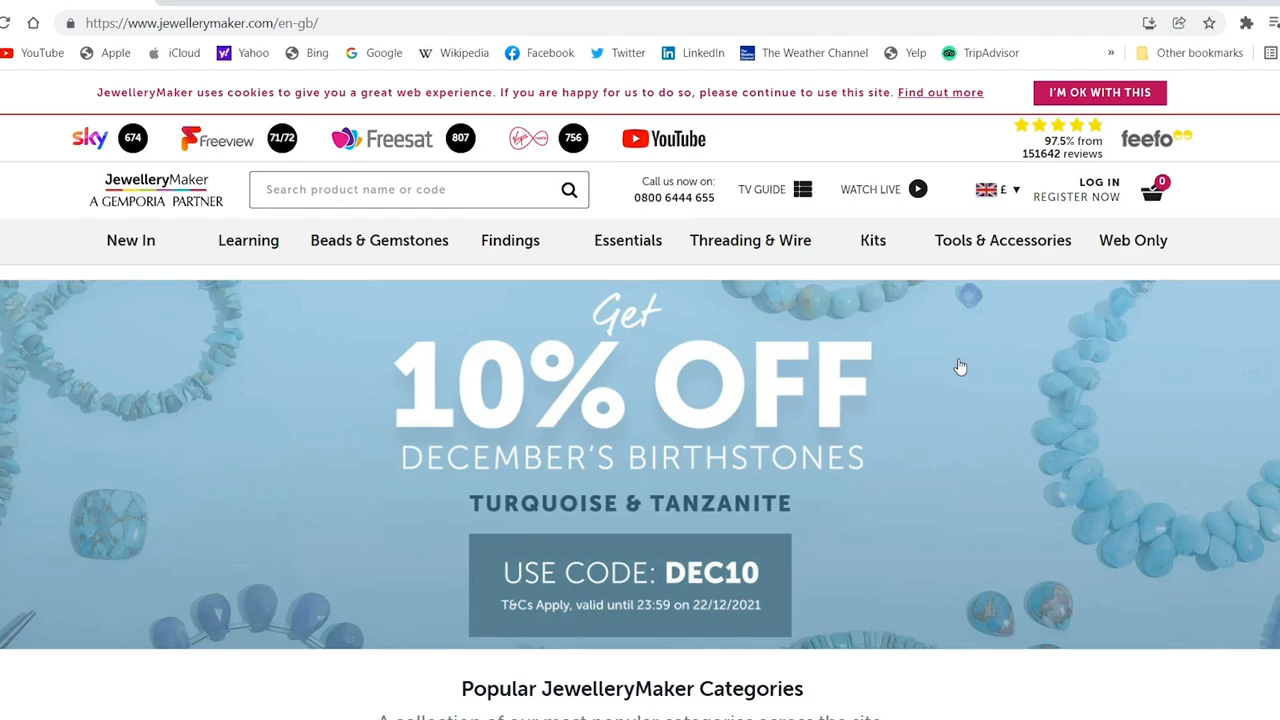 https://www.jewellerymaker.com/en-gb/
YouTube Apple iCloud Yahoo Bing Google Wikipedia Facebook Twitter LinkedIn The Weather Channel Yelp TripAdvisor » Other bookmarks
JewelleryMaker uses cookies to give you a great web experience. If you are happy for us to do so, please continue to use this site. Find out more
I'M OK WITH THIS
sky 674 Freeview 71/72 Freesat 807 Virgin media 756 YouTube
97.5% from
151642 reviews
feefo
JewelleryMaker
A GEMPORIA PARTNER
Search product name or code
Call us now on:
0800 6444 655
TV GUIDE
WATCH LIVE
£ ▼
LOG IN
REGISTER NOW
0
New In Learning Beads & Gemstones Findings Essentials Threading & Wire Kits Tools & Accessories Web Only
Get
10% OFF
DECEMBER'S BIRTHSTONES
TURQUOISE & TANZANITE
USE CODE: DEC10
T&Cs Apply, valid until 23:59 on 22/12/2021
Popular JewelleryMaker Categories
A collection of our most popular categories across the site